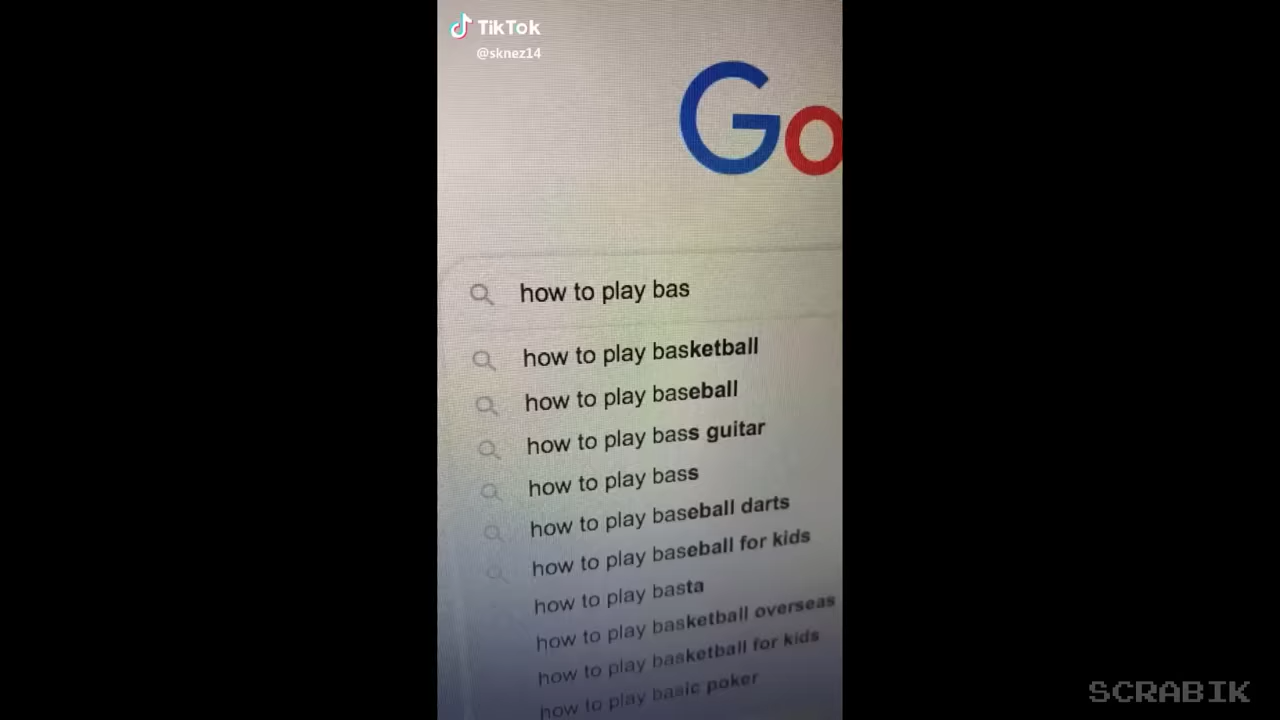 TikTok
@sknez14
Go
how to play bas
how to play basketball
how to play baseball
how to play bass guitar
how to play bass
how to play baseball darts
how to play baseball for kids
how to play basta
how to play basketball overseas
how to play basketball for kids
how to play basic poker
SCRABIK